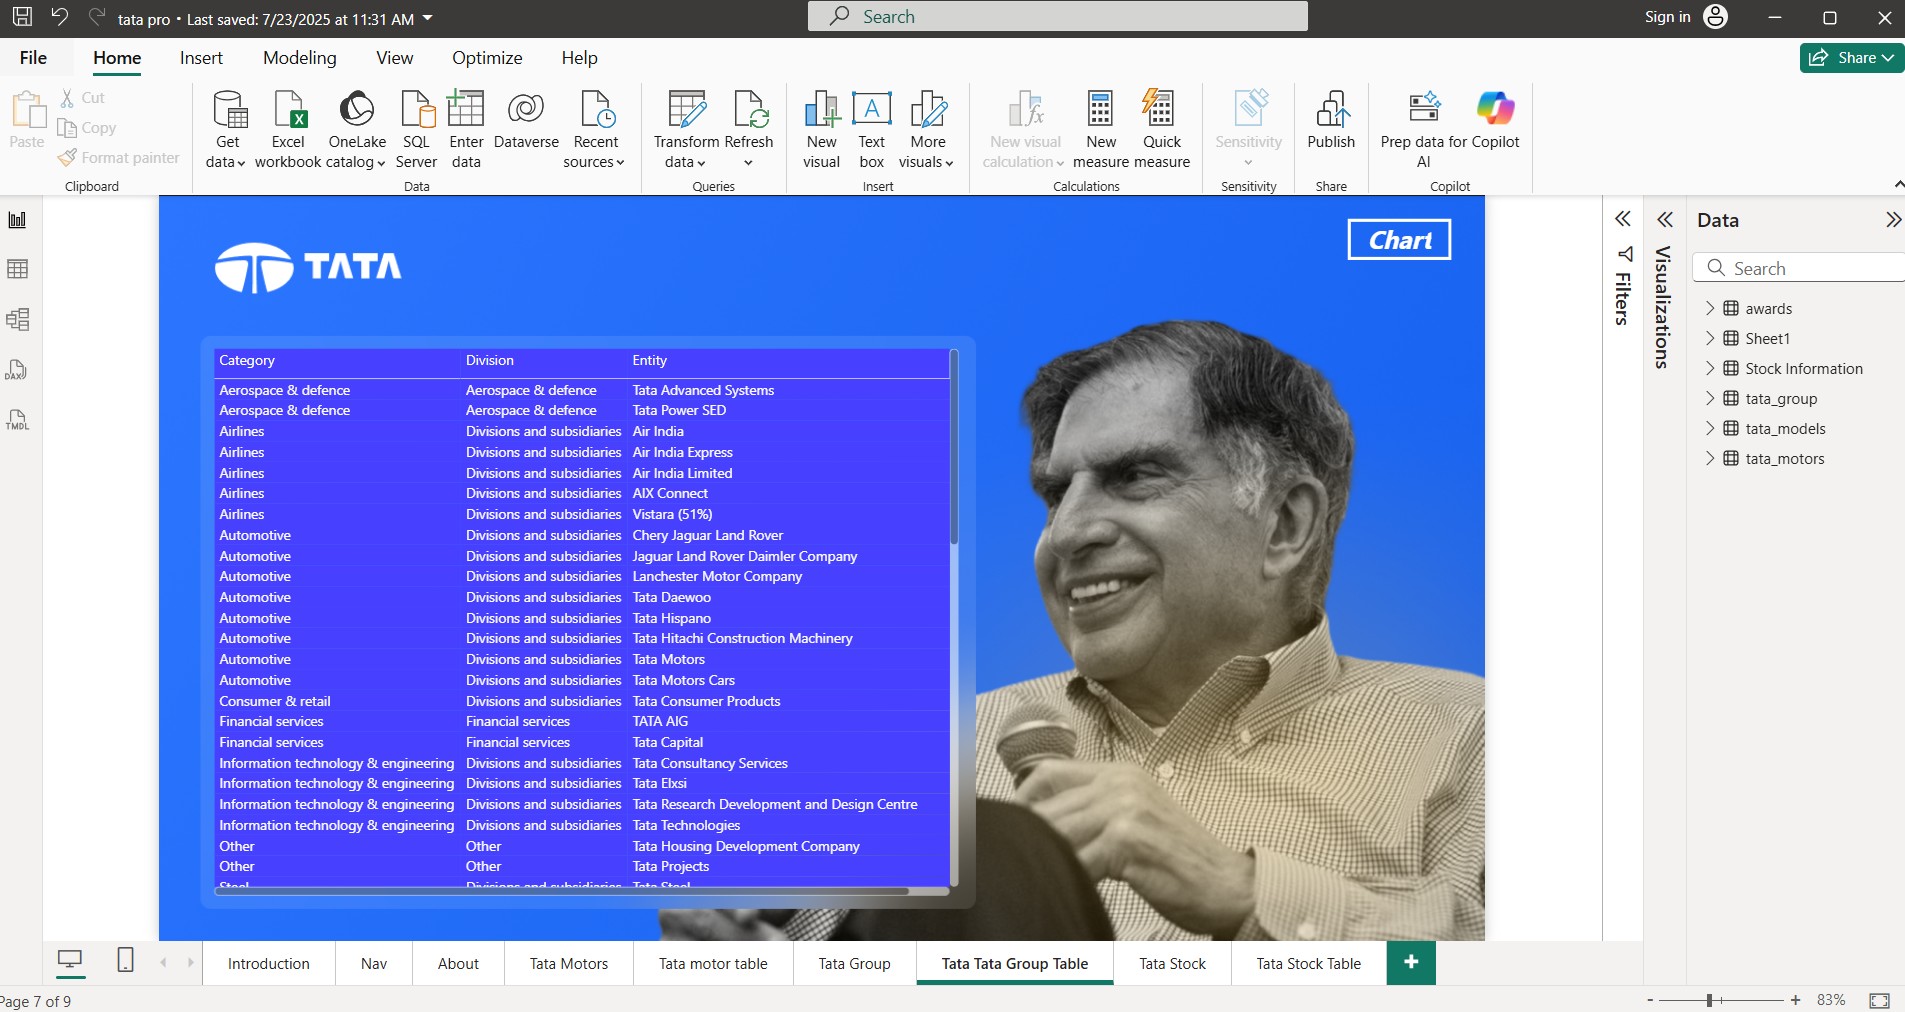 tata pro • Last saved: 7/23/2025 at 11:31 AM
Search
Sign in
File Home Insert Modeling View Optimize Help
Share
Paste
Cut
Copy
Format painter
Clipboard
Get data
Excel workbook
OneLake catalog
SQL Server
Enter data
Dataverse
Recent sources
Data
Transform data
Refresh
Queries
New visual
Text box
More visuals
Insert
New visual calculation
New measure
Quick measure
Calculations
Sensitivity
Sensitivity
Publish
Share
Prep data for AI
Copilot
Copilot
DAX
TMDL
TATA
Chart
Category Division Entity
Aerospace & defence Aerospace & defence Tata Advanced Systems
Aerospace & defence Aerospace & defence Tata Power SED
Airlines Divisions and subsidiaries Air India
Airlines Divisions and subsidiaries Air India Express
Airlines Divisions and subsidiaries Air India Limited
Airlines Divisions and subsidiaries AIX Connect
Airlines Divisions and subsidiaries Vistara (51%)
Automotive Divisions and subsidiaries Chery Jaguar Land Rover
Automotive Divisions and subsidiaries Jaguar Land Rover Daimler Company
Automotive Divisions and subsidiaries Lanchester Motor Company
Automotive Divisions and subsidiaries Tata Daewoo
Automotive Divisions and subsidiaries Tata Hispano
Automotive Divisions and subsidiaries Tata Hitachi Construction Machinery
Automotive Divisions and subsidiaries Tata Motors
Automotive Divisions and subsidiaries Tata Motors Cars
Consumer & retail Divisions and subsidiaries Tata Consumer Products
Financial services Financial services TATA AIG
Financial services Financial services Tata Capital
Information technology & engineering Divisions and subsidiaries Tata Consultancy Services
Information technology & engineering Divisions and subsidiaries Tata Elxsi
Information technology & engineering Divisions and subsidiaries Tata Research Development and Design Centre
Information technology & engineering Divisions and subsidiaries Tata Technologies
Other Other Tata Housing Development Company
Other Other Tata Projects
Steel Divisions and subsidiaries Tata Steel
Filters
Visualizations
Data
Search
awards
Sheet1
Stock Information
tata_group
tata_models
tata_motors
Introduction Nav About Tata Motors Tata motor table Tata Group Tata Tata Group Table Tata Stock Tata Stock Table +
Page 7 of 9
- + 83%